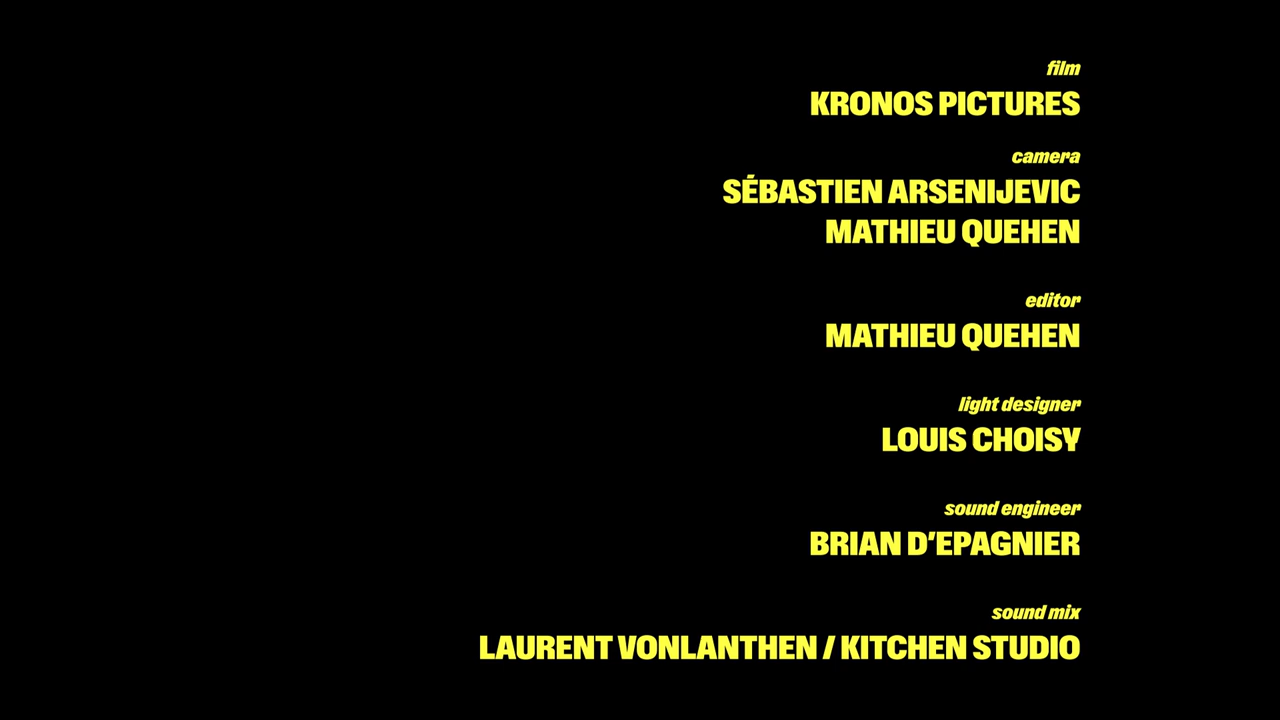 film
KRONOS PICTURES
camera
SÉBASTIEN ARSENIJEVIC
MATHIEU QUEHEN
editor
MATHIEU QUEHEN
light designer
LOUIS CHOISY
sound engineer
BRIAN D’EPAGNIER
sound mix
LAURENT VONLANTHEN / KITCHEN STUDIO